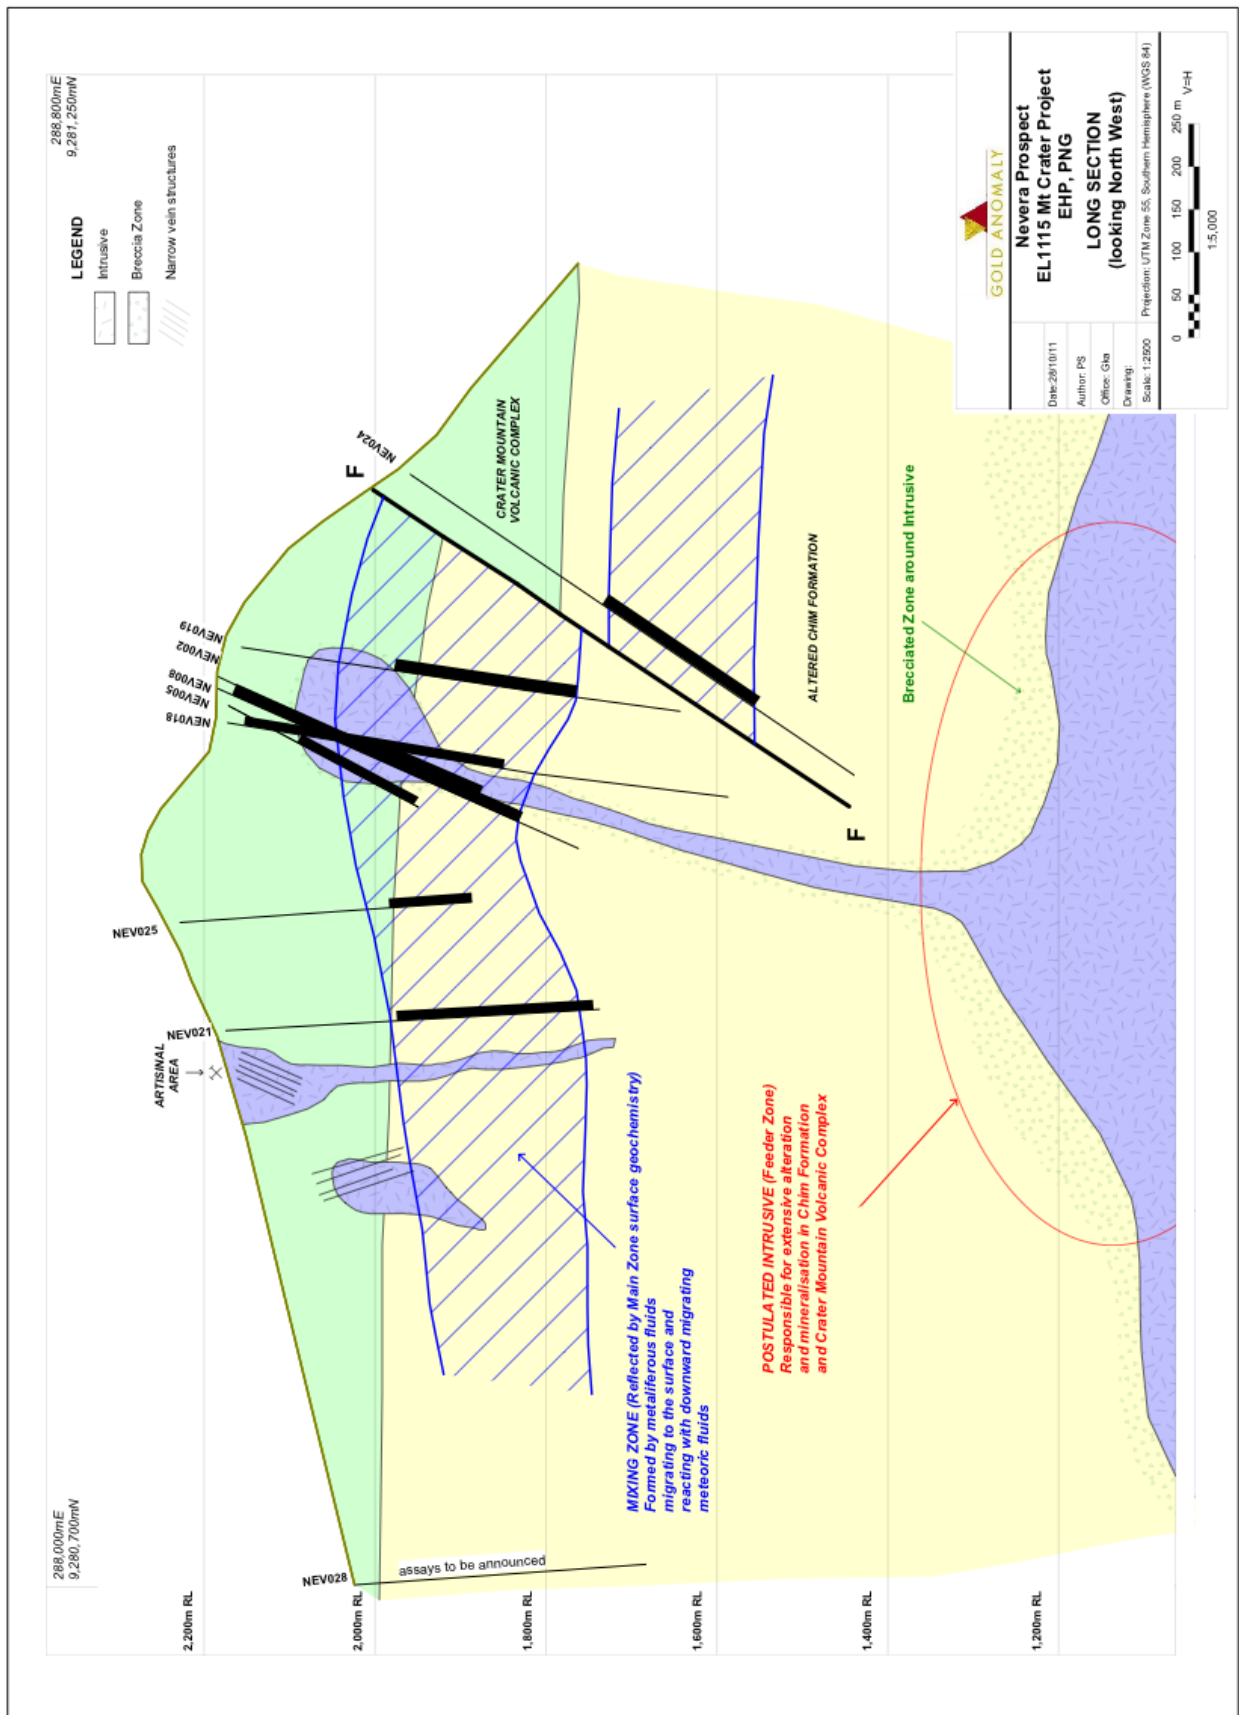 288,000mE
9,280,700mN
288,800mE
9,281,250mN
LEGEND
Intrusive
Breccia Zone
Narrow vein structures
2,200m RL
2,000m RL
1,800m RL
1,600m RL
1,400m RL
1,200m RL
NEV028
assays to be announced
ARTISINAL
AREA
NEV021
NEV025
NEV018
NEV005
NEV008
NEV002
NEV019
F
NEV024
CRATER MOUNTAIN
VOLCANIC COMPLEX
ALTERED CHIM FORMATION
F
MIXING ZONE (Reflected by Main Zone surface geochemistry)
Formed by metaliferous fluids
migrating to the surface and
reacting with downward migrating
meteoric fluids
POSTULATED INTRUSIVE (Feeder Zone)
Responsible for extensive alteration
and mineralisation in Chim Formation
and Crater Mountain Volcanic Complex
Brecciated Zone around Intrusive
GOLD ANOMALY
Nevera Prospect
EL1115 Mt Crater Project
EHP, PNG
LONG SECTION
(looking North West)
Date:28/10/11
Author: PS
Office: Gka
Drawing:
Scale: 1:2500
Projection: UTM Zone 55, Southern Hemisphere (WGS 84)
0 50 100 150 200 250 m V=H
1:5,000